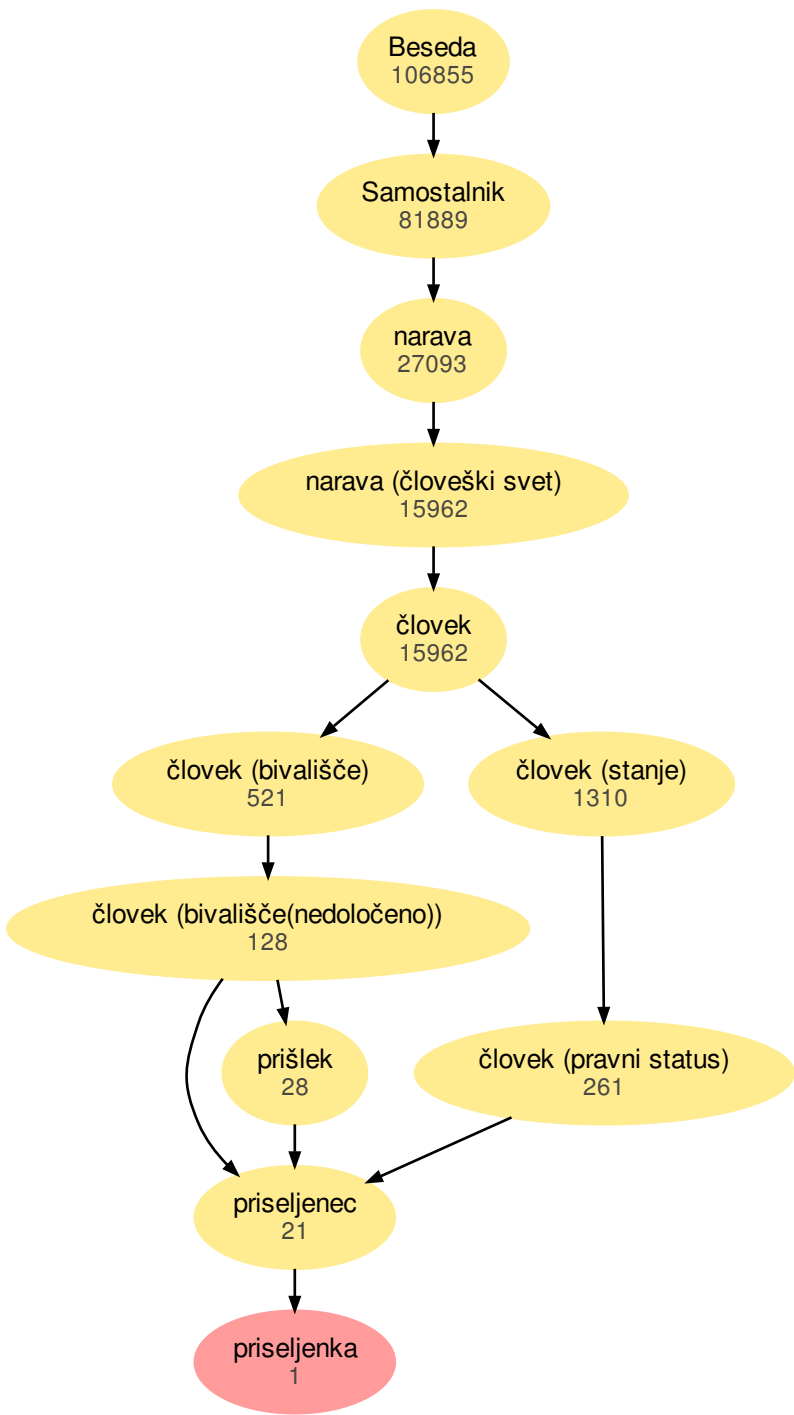 Beseda
106855
Samostalnik
81889
narava
27093
narava (človeški svet)
15962
človek
15962
človek (bivališče)
521
človek (stanje)
1310
človek (bivališče(nedoločeno))
128
prišlek
28
človek (pravni status)
261
priseljenec
21
priseljenka
1